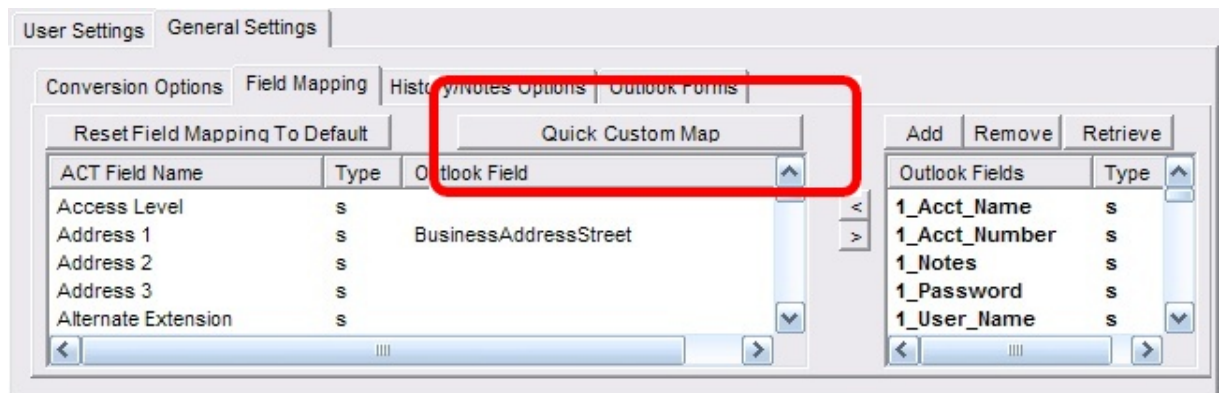 User Settings General Settings
Conversion Options Field Mapping History/Notes Options Outlook Forms
Reset Field Mapping To Default Quick Custom Map Add Remove Retrieve
ACT Field Name Type Outlook Field Outlook Fields Type
Access Level s < 1_Acct_Name s
Address 1 s BusinessAddressStreet > 1_Acct_Number s
Address 2 s 1_Notes s
Address 3 s 1_Password s
Alternate Extension s 1_User_Name s